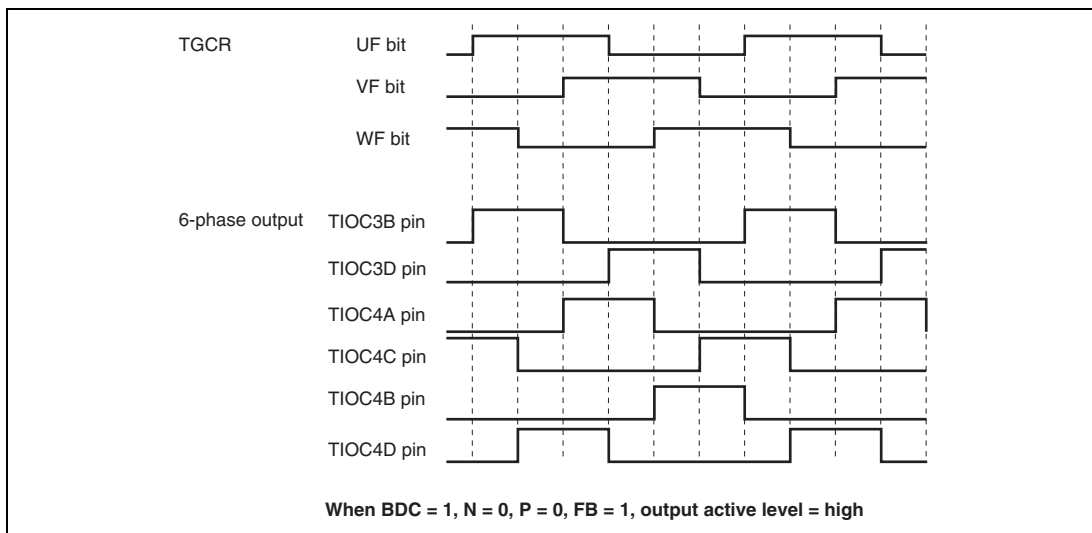 TGCR UF bit
VF bit
WF bit
6-phase output TIOC3B pin
TIOC3D pin
TIOC4A pin
TIOC4C pin
TIOC4B pin
TIOC4D pin
When BDC = 1, N = 0, P = 0, FB = 1, output active level = high